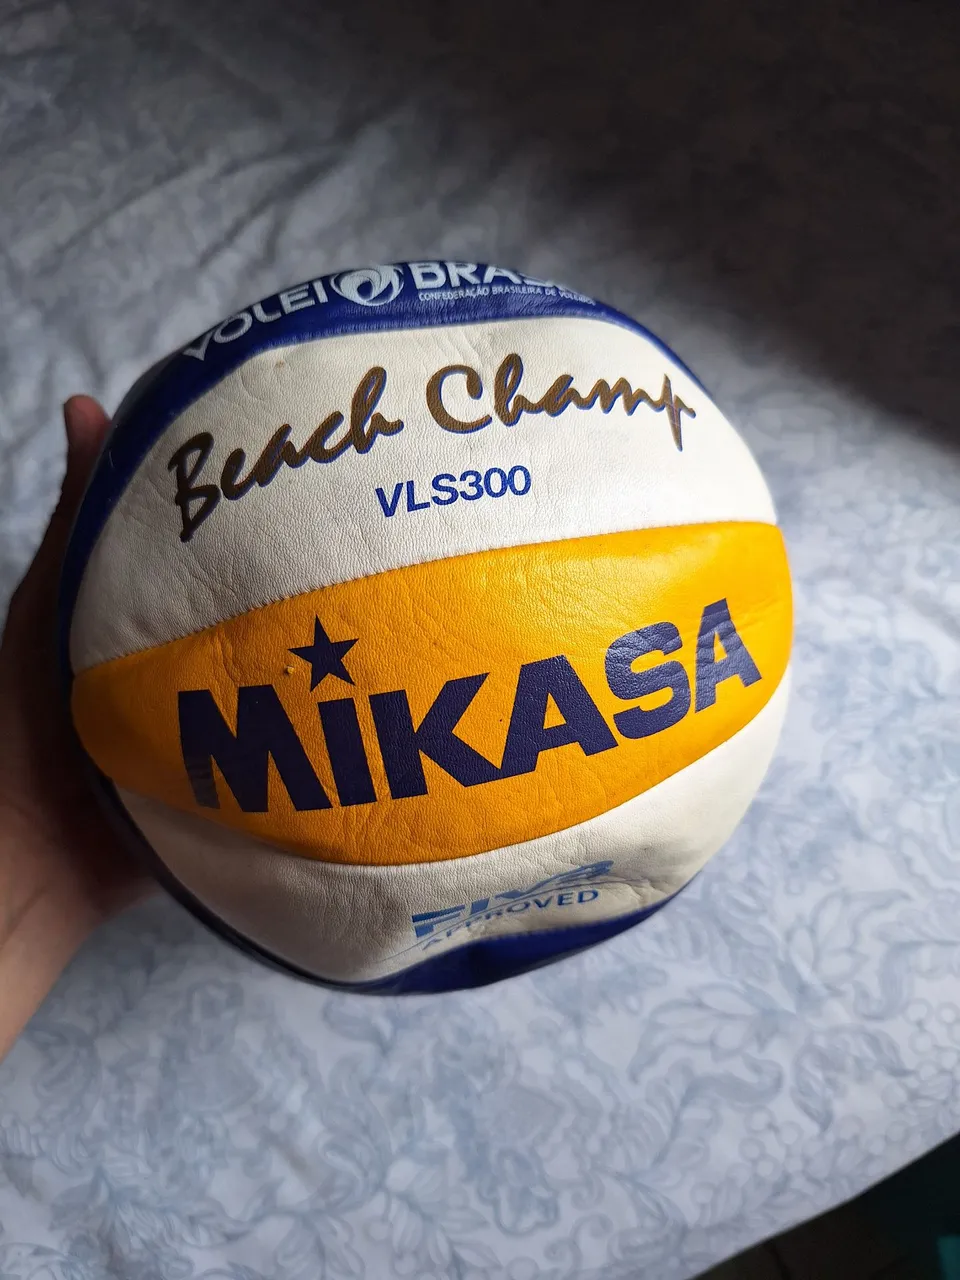 VOLEI BRAS
CONFEDERAÇÃO BRASILEIRA DE VOLEIBOL
Beach Champ
VLS300
MIKASA
FIVB
APPROVED